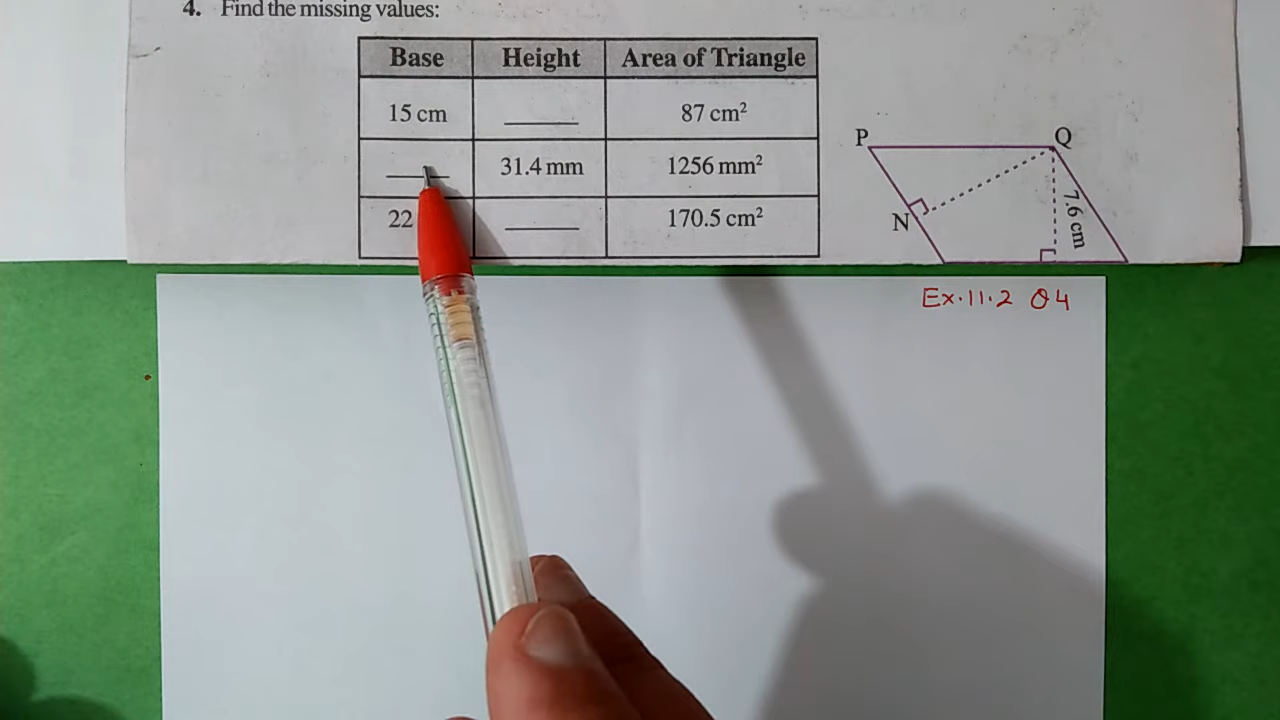 4. Find the missing values:
Base Height Area of Triangle
15 cm 87 cm²
31.4 mm 1256 mm²
22 170.5 cm²
P Q
N 7.6 cm
Ex.11.2 Q4